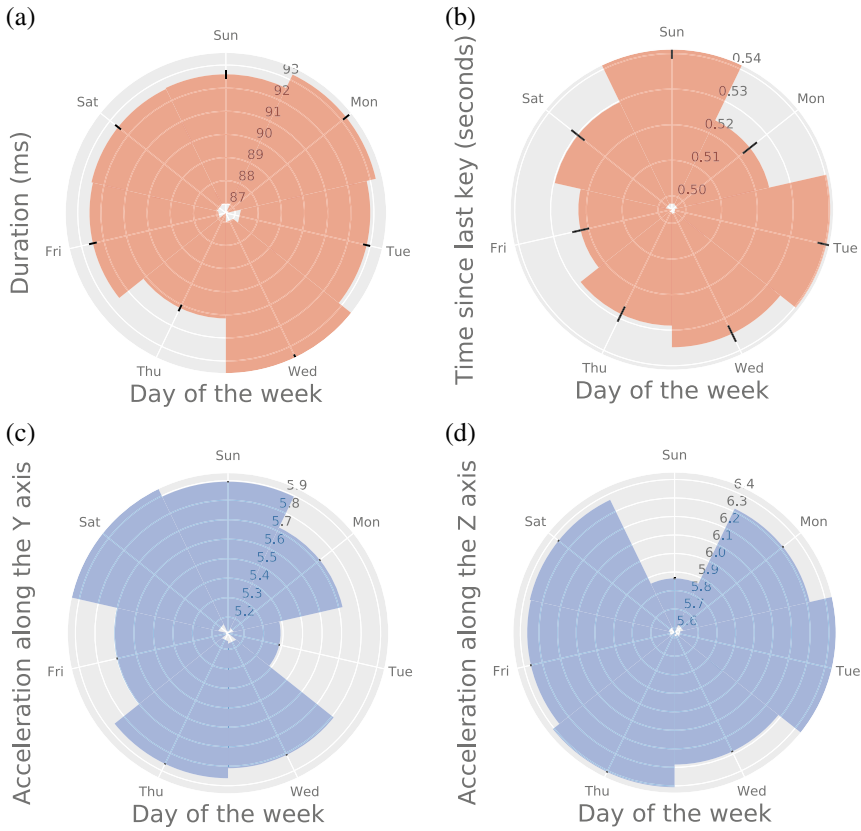 (a)
Sun
Mon
Tue
Wed
Thu
Fri
Sat
93
92
91
90
89
88
87
Duration (ms)
Day of the week
(b)
Sun
Mon
Tue
Wed
Thu
Fri
Sat
0.54
0.53
0.52
0.51
0.50
Time since last key (seconds)
Day of the week
(c)
Sun
Mon
Tue
Wed
Thu
Fri
Sat
5.9
5.8
5.7
5.6
5.5
5.4
5.3
5.2
Acceleration along the Y axis
Day of the week
(d)
Sun
Mon
Tue
Wed
Thu
Fri
Sat
6.4
6.3
6.2
6.1
6.0
5.9
5.8
5.7
5.6
Acceleration along the Z axis
Day of the week